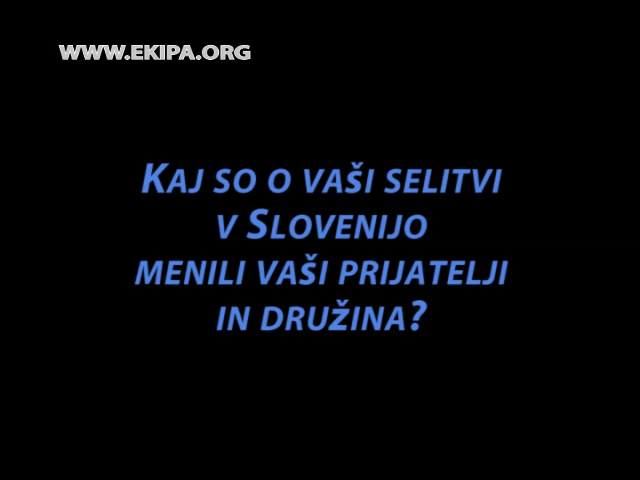 WWW.EKIPA.ORG
KAJ SO O VAŠI SELITVI
V SLOVENIJO
MENILI VAŠI PRIJATELJI
IN DRUŽINA?